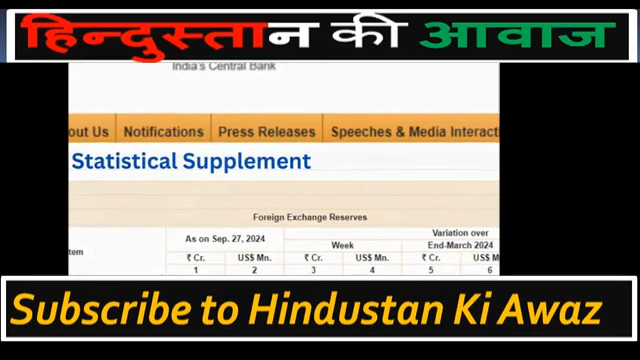 हिन्दुस्तान की आवाज
India's Central Bank
out Us Notifications Press Releases Speeches & Media Interacti
Statistical Supplement
Foreign Exchange Reserves
Variation over
As on Sep. 27, 2024 Week End-March 2024
tem ₹ Cr. US$ Mn. ₹ Cr. US$ Mn. ₹ Cr. US$ M
1 2 3 4 5 6
Subscribe to Hindustan Ki Awaz